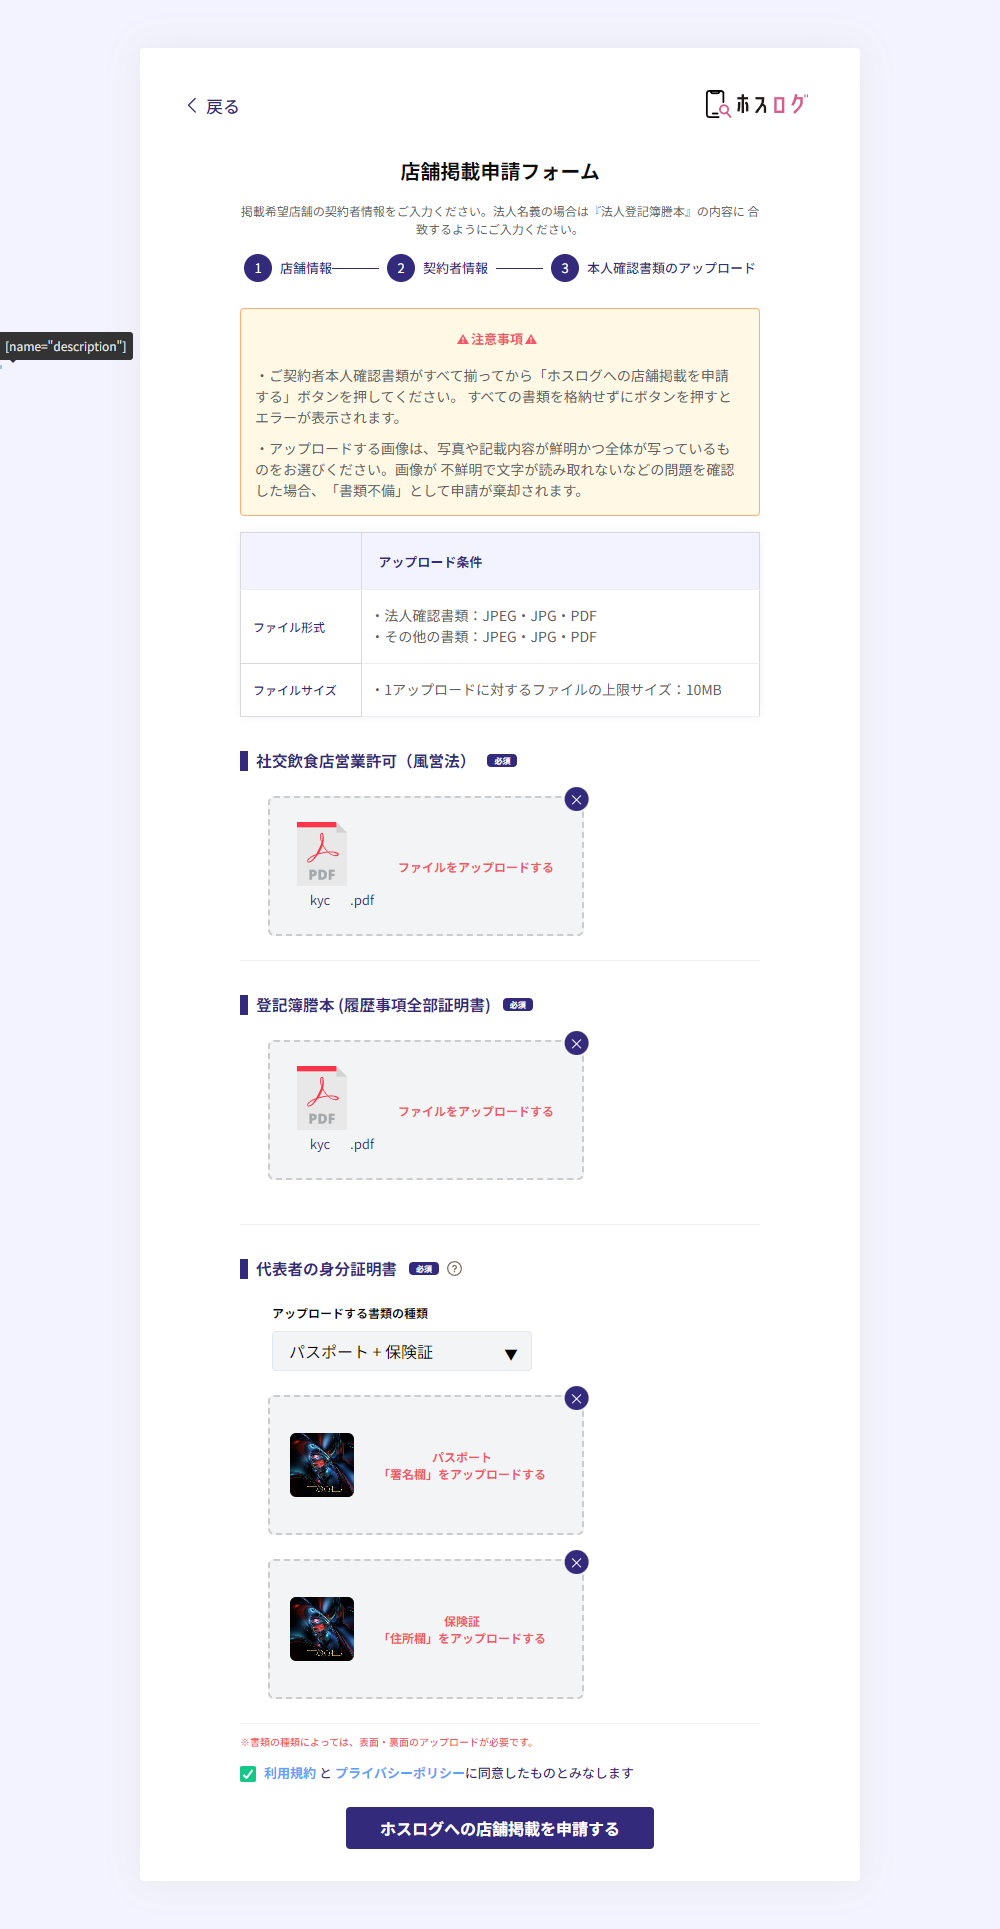 戻る
ホスログ
店舗掲載申請フォーム
掲載希望店舗の契約者情報をご入力ください。法人名義の場合は『法人登記簿謄本』の内容に 合
致するようにご入力ください。
1 店舗情報 2 契約者情報 3 本人確認書類のアップロード
[name="description"]
注意事項
・ご契約者本人確認書類がすべて揃ってから「ホスログへの店舗掲載を申請
する」ボタンを押してください。 すべての書類を格納せずにボタンを押すと
エラーが表示されます。
・アップロードする画像は、写真や記載内容が鮮明かつ全体が写っているも
のをお選びください。画像が 不鮮明で文字が読み取れないなどの問題を確認
した場合、「書類不備」として申請が棄却されます。
アップロード条件
ファイル形式
・法人確認書類：JPEG・JPG・PDF
・その他の書類：JPEG・JPG・PDF
ファイルサイズ
・1アップロードに対するファイルの上限サイズ：10MB
社交飲食店営業許可（風営法） 必須
PDF
ファイルをアップロードする
kyc .pdf
登記簿謄本 (履歴事項全部証明書) 必須
PDF
ファイルをアップロードする
kyc .pdf
代表者の身分証明書 必須 ?
アップロードする書類の種類
パスポート + 保険証 ▼
パスポート
「署名欄」をアップロードする
保険証
「住所欄」をアップロードする
※書類の種類によっては、表面・裏面のアップロードが必要です。
利用規約 と プライバシーポリシーに同意したものとみなします
ホスログへの店舗掲載を申請する